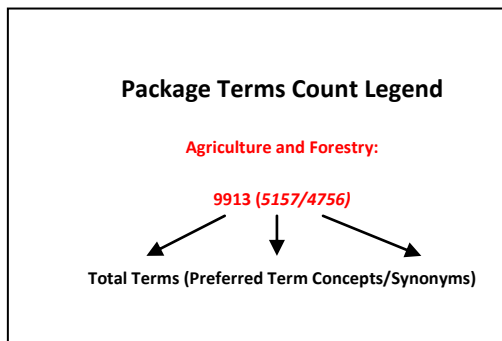 Package Terms Count Legend
Agriculture and Forestry:
9913 (5157/4756)
Total Terms (Preferred Term Concepts/Synonyms)